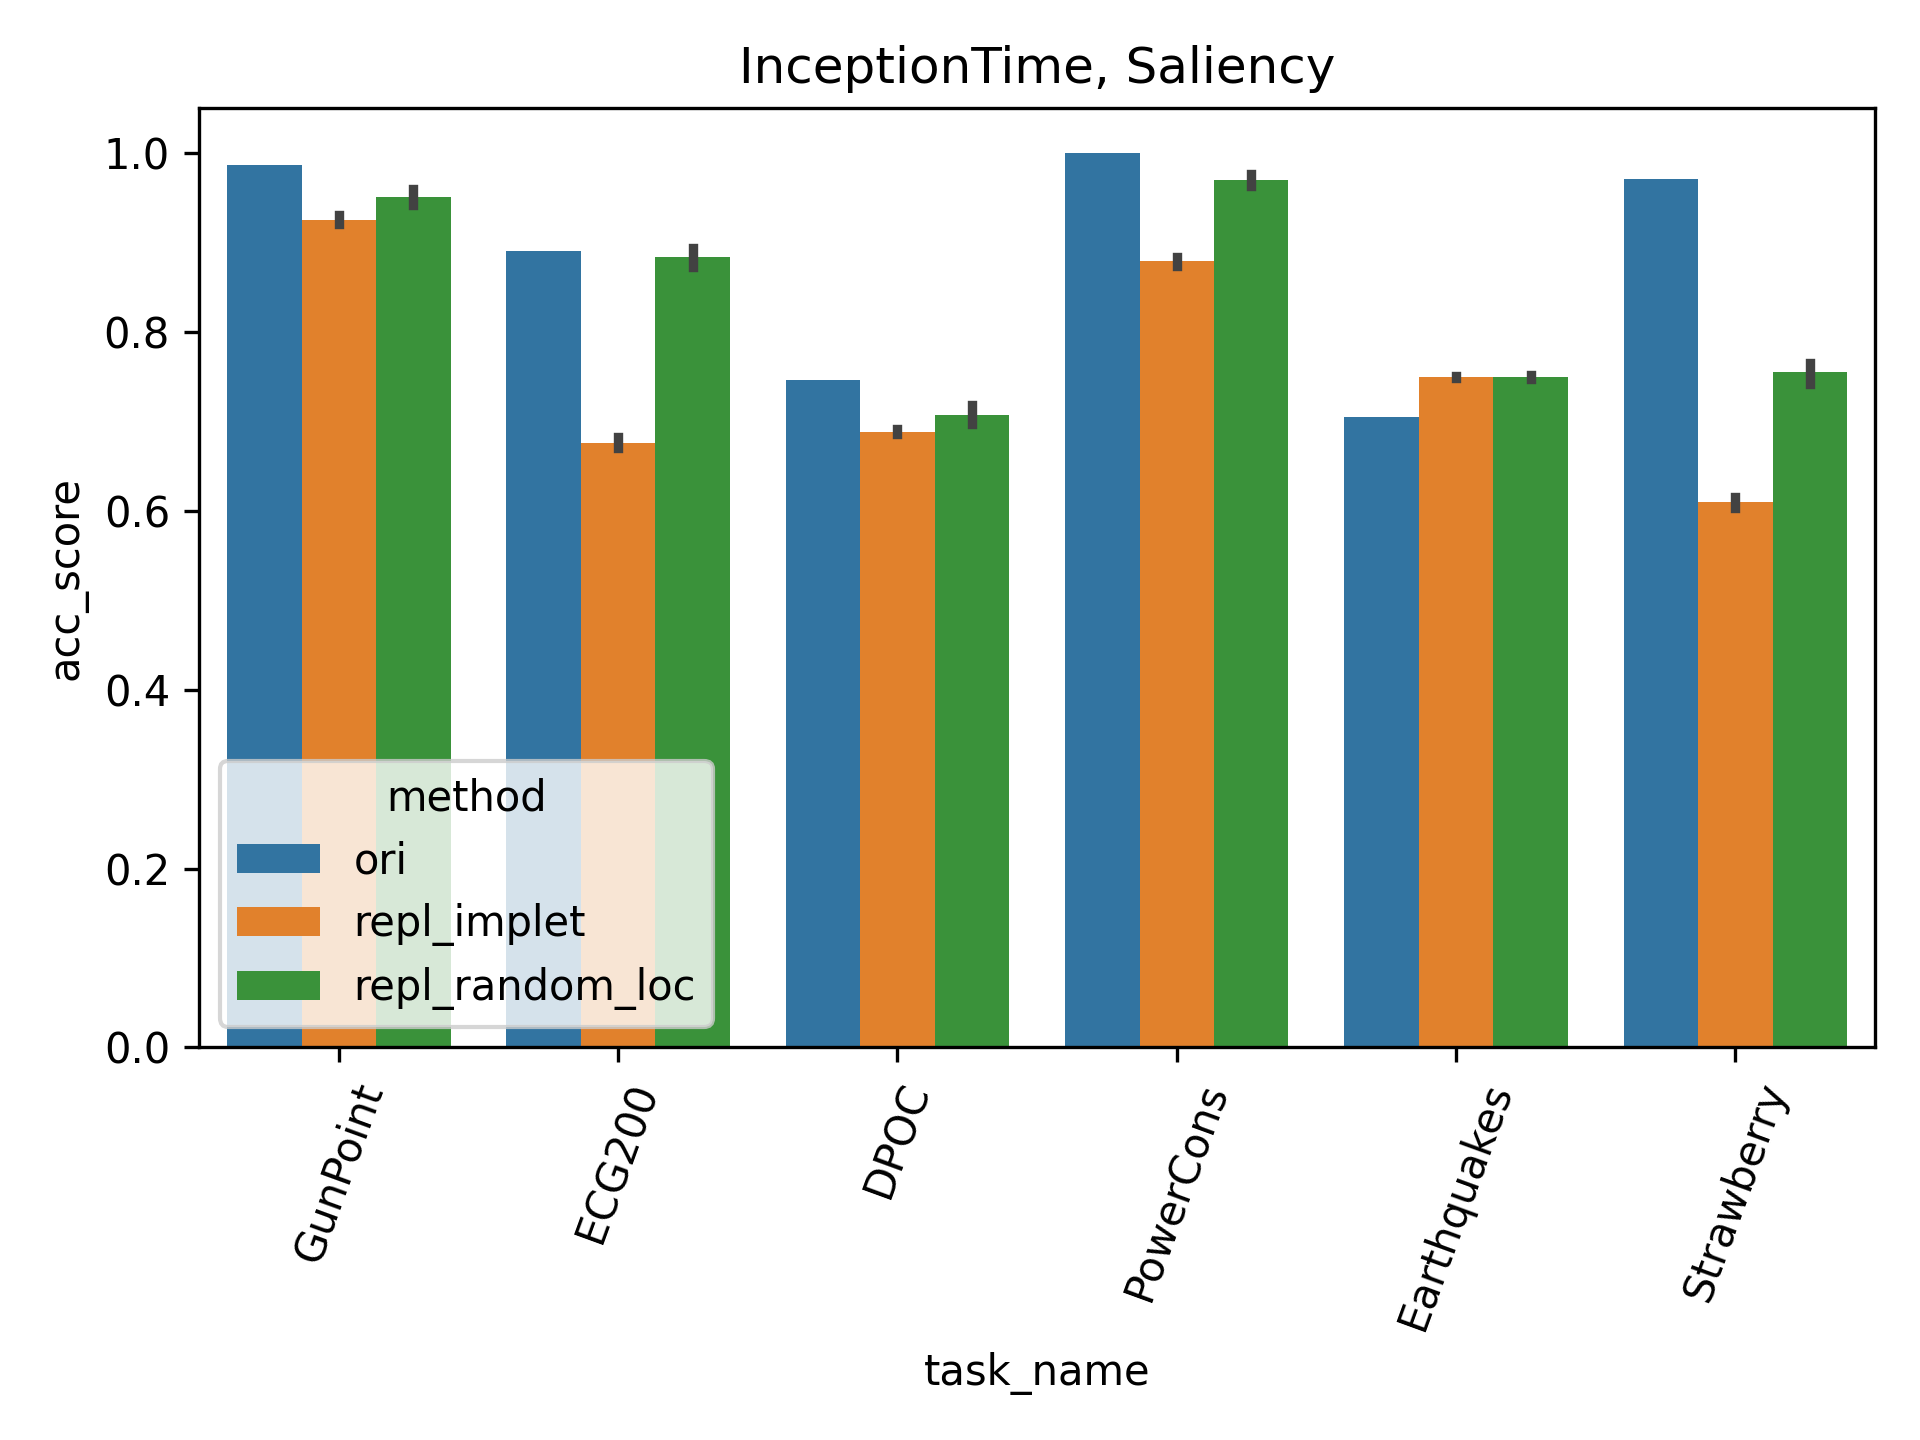 InceptionTime, Saliency
acc_score
1.0
0.8
0.6
0.4
0.2
0.0
method
ori
repl_implet
repl_random_loc
GunPoint
ECG200
DPOC
PowerCons
Earthquakes
Strawberry
task_name